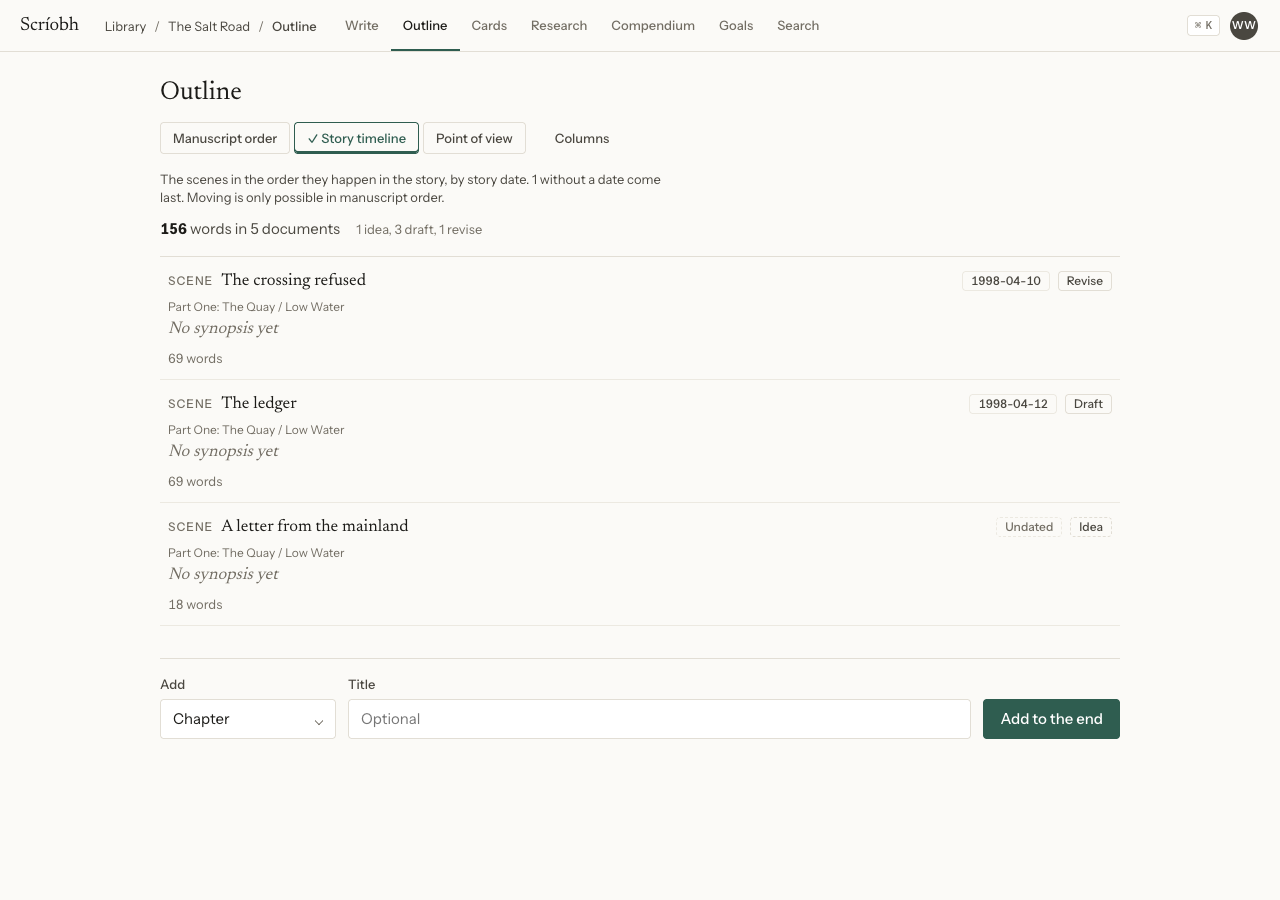 Scríobh
Library / The Salt Road / Outline
Write
Outline
Cards
Research
Compendium
Goals
Search
⌘ K
WW
Outline
Manuscript order
✓ Story timeline
Point of view
Columns
The scenes in the order they happen in the story, by story date. 1 without a date come
last. Moving is only possible in manuscript order.
156 words in 5 documents
1 idea, 3 draft, 1 revise
SCENE The crossing refused
1998-04-10
Revise
Part One: The Quay / Low Water
No synopsis yet
69 words
SCENE The ledger
1998-04-12
Draft
Part One: The Quay / Low Water
No synopsis yet
69 words
SCENE A letter from the mainland
Undated
Idea
Part One: The Quay / Low Water
No synopsis yet
18 words
Add
Title
Chapter
Optional
Add to the end